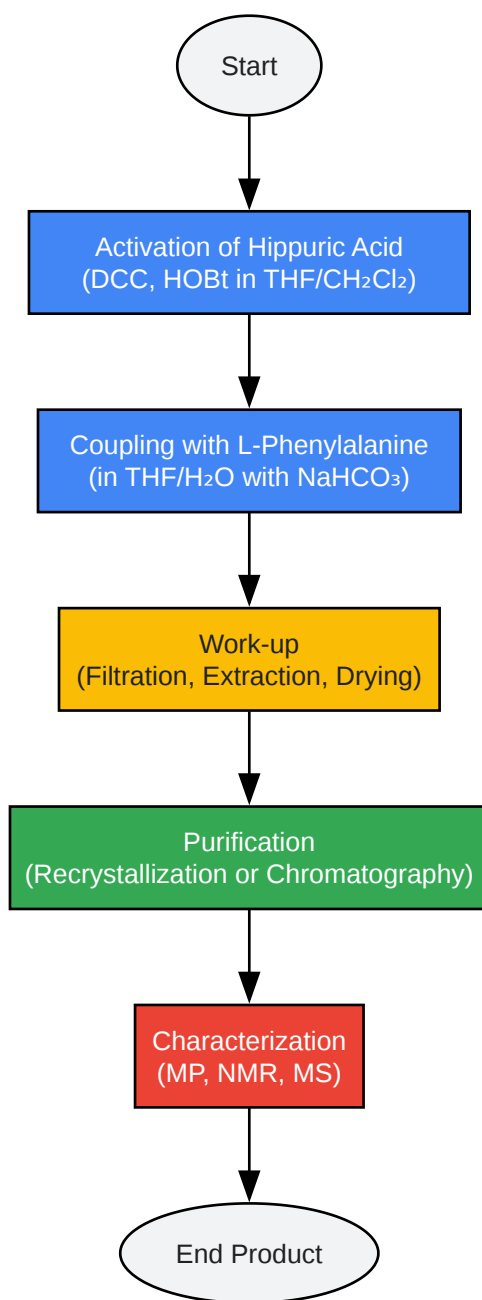 Start
Activation of Hippuric Acid
(DCC, HOBt in THF/CH₂Cl₂)
Coupling with L-Phenylalanine
(in THF/H₂O with NaHCO₃)
Work-up
(Filtration, Extraction, Drying)
Purification
(Recrystallization or Chromatography)
Characterization
(MP, NMR, MS)
End Product